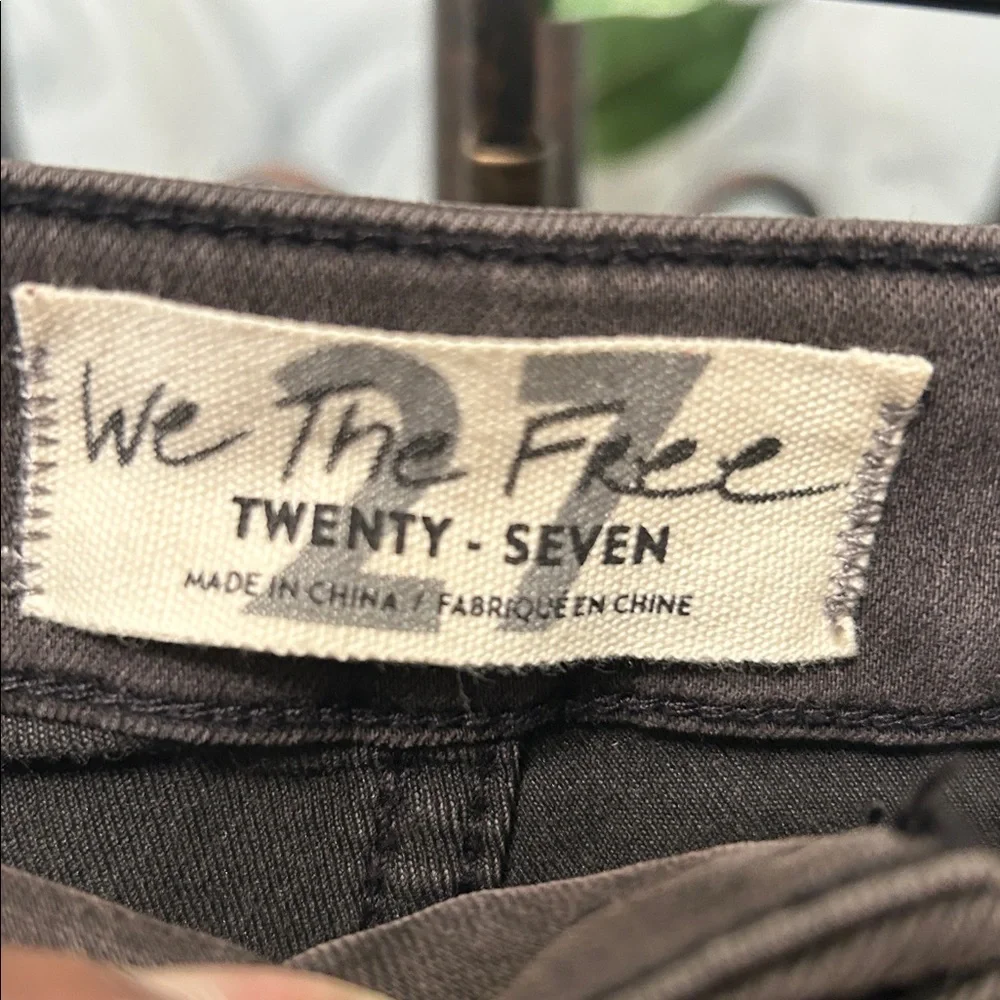 27
We The Free
TWENTY - SEVEN
MADE IN CHINA / FABRIQUÉ EN CHINE